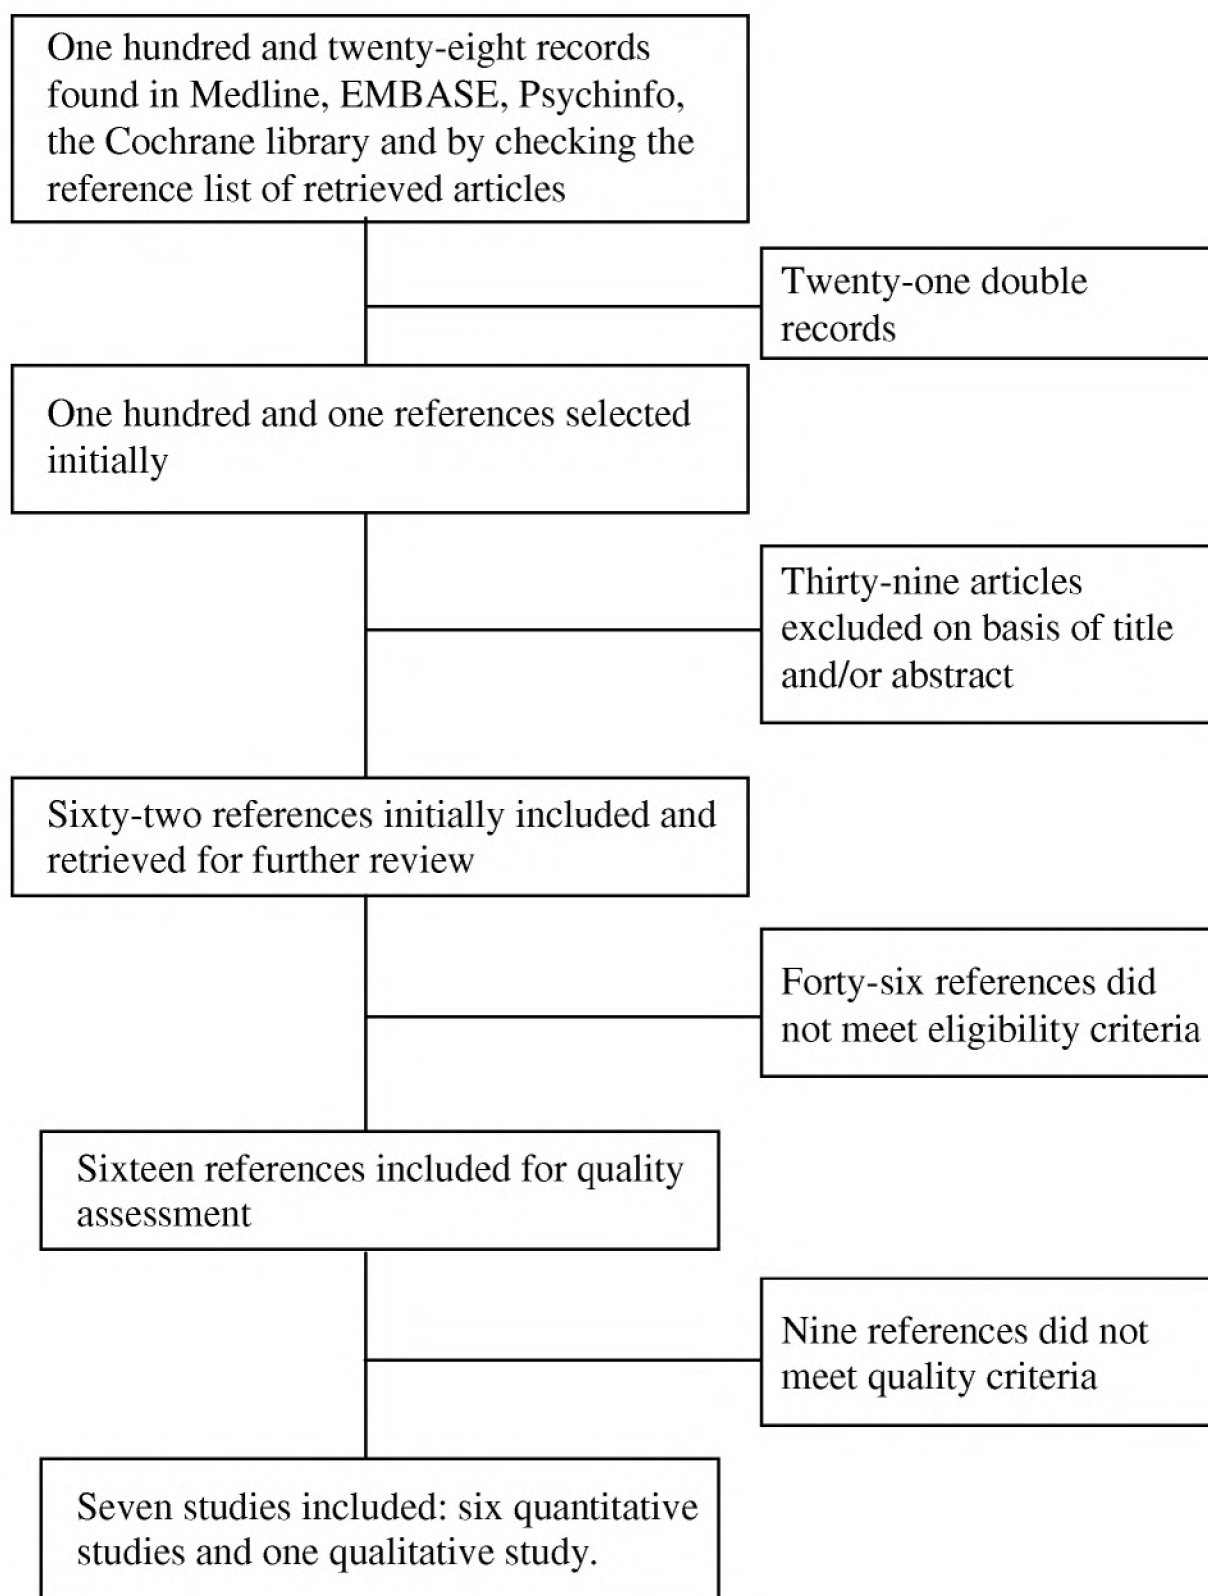 One hundred and twenty-eight records
found in Medline, EMBASE, Psychinfo,
the Cochrane library and by checking the
reference list of retrieved articles
Twenty-one double
records
One hundred and one references selected
initially
Thirty-nine articles
excluded on basis of title
and/or abstract
Sixty-two references initially included and
retrieved for further review
Forty-six references did
not meet eligibility criteria
Sixteen references included for quality
assessment
Nine references did not
meet quality criteria
Seven studies included: six quantitative
studies and one qualitative study.